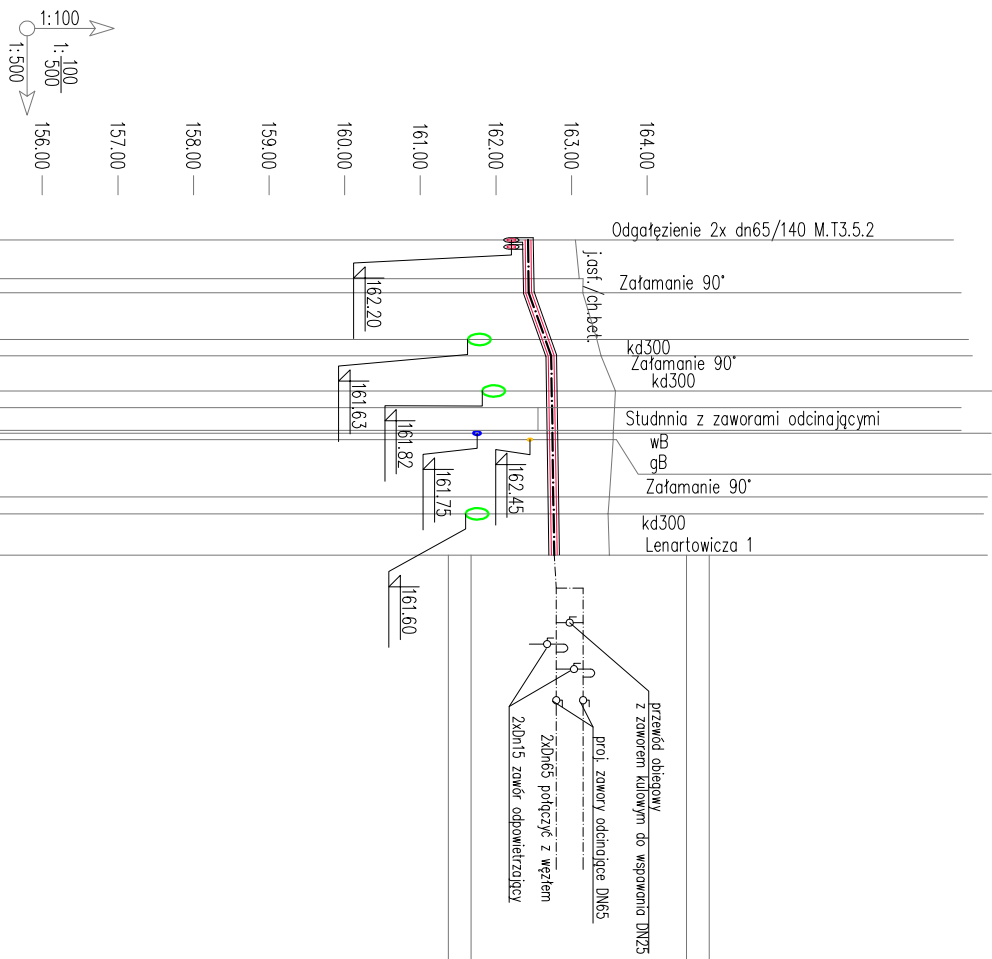 1:100
1: 100
500
1:500
156.00
157.00
158.00
159.00
160.00
161.00
162.00
163.00
164.00
Odgałęzienie 2x dn65/140 M.T3.5.2
j.asf./ch.bet.
Załamanie 90°
kd300
Załamanie 90°
kd300
Studnnia z zaworami odcinającymi
wB
gB
Załamanie 90°
kd300
Lenartowicza 1
162.20
161.63
161.82
161.75
162.45
161.60
przewód obiegowy
z zaworem kulowym do wspawania DN25
proj. zawory odcinające DN65
2xDn65 połączyć z węzłem
2xDn15 zawór odpowietrzający